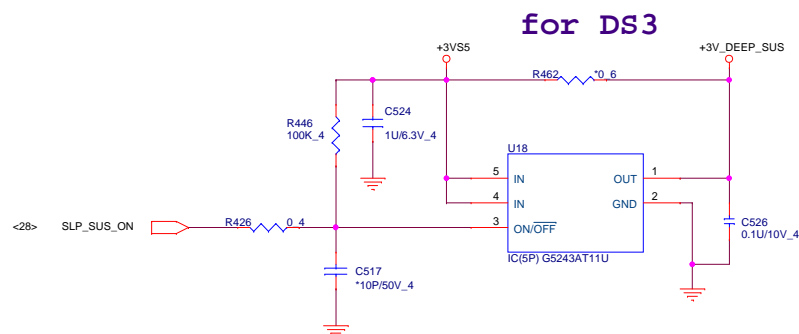 for DS3
+3VS5
+3V_DEEP_SUS
R462
*0_6
C524
1U/6.3V_4
R446
100K_4
U18
5
IN
OUT
1
4
IN
GND
2
<28>
SLP_SUS_ON
R426
0_4
3
ON/OFF
C526
0.1U/10V_4
IC(5P) G5243AT11U
C517
*10P/50V_4